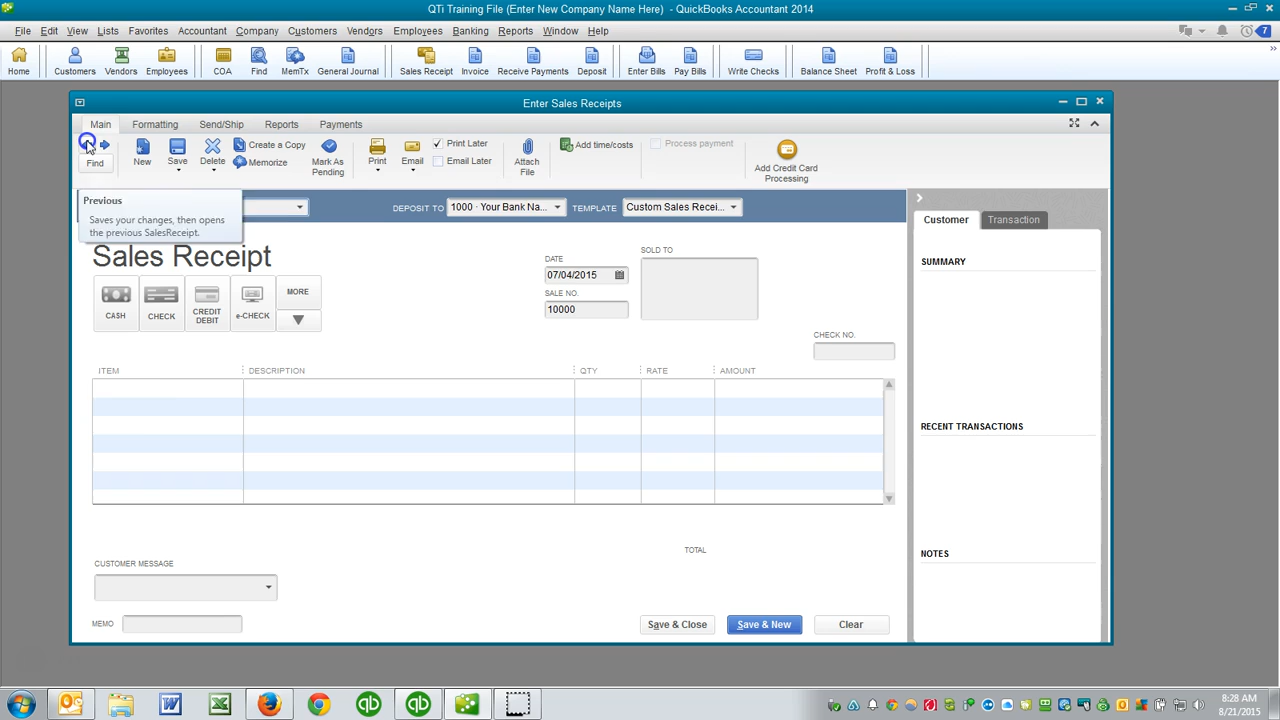 QTi Training File (Enter New Company Name Here) - QuickBooks Accountant 2014
File Edit View Lists Favorites Accountant Company Customers Vendors Employees Banking Reports Window Help
7
Home Customers Vendors Employees COA Find MemTx General Journal Sales Receipt Invoice Receive Payments Deposit Enter Bills Pay Bills Write Checks Balance Sheet Profit & Loss
Enter Sales Receipts
Main Formatting Send/Ship Reports Payments
Find
New
Save
Delete
Create a Copy
Memorize
Mark As
Pending
Print
Email
Print Later
Email Later
Attach
File
Add time/costs
Process payment
Add Credit Card
Processing
Previous
Saves your changes, then opens
the previous SalesReceipt.
DEPOSIT TO 1000 · Your Bank Na... TEMPLATE Custom Sales Recei...
Customer Transaction
Sales Receipt
DATE
07/04/2015
SALE NO.
10000
SOLD TO
CASH
CHECK
CREDIT
DEBIT
e-CHECK
MORE
CHECK NO.
ITEM DESCRIPTION QTY RATE AMOUNT
SUMMARY
RECENT TRANSACTIONS
NOTES
TOTAL
CUSTOMER MESSAGE
MEMO
Save & Close Save & New Clear
8:28 AM
8/21/2015